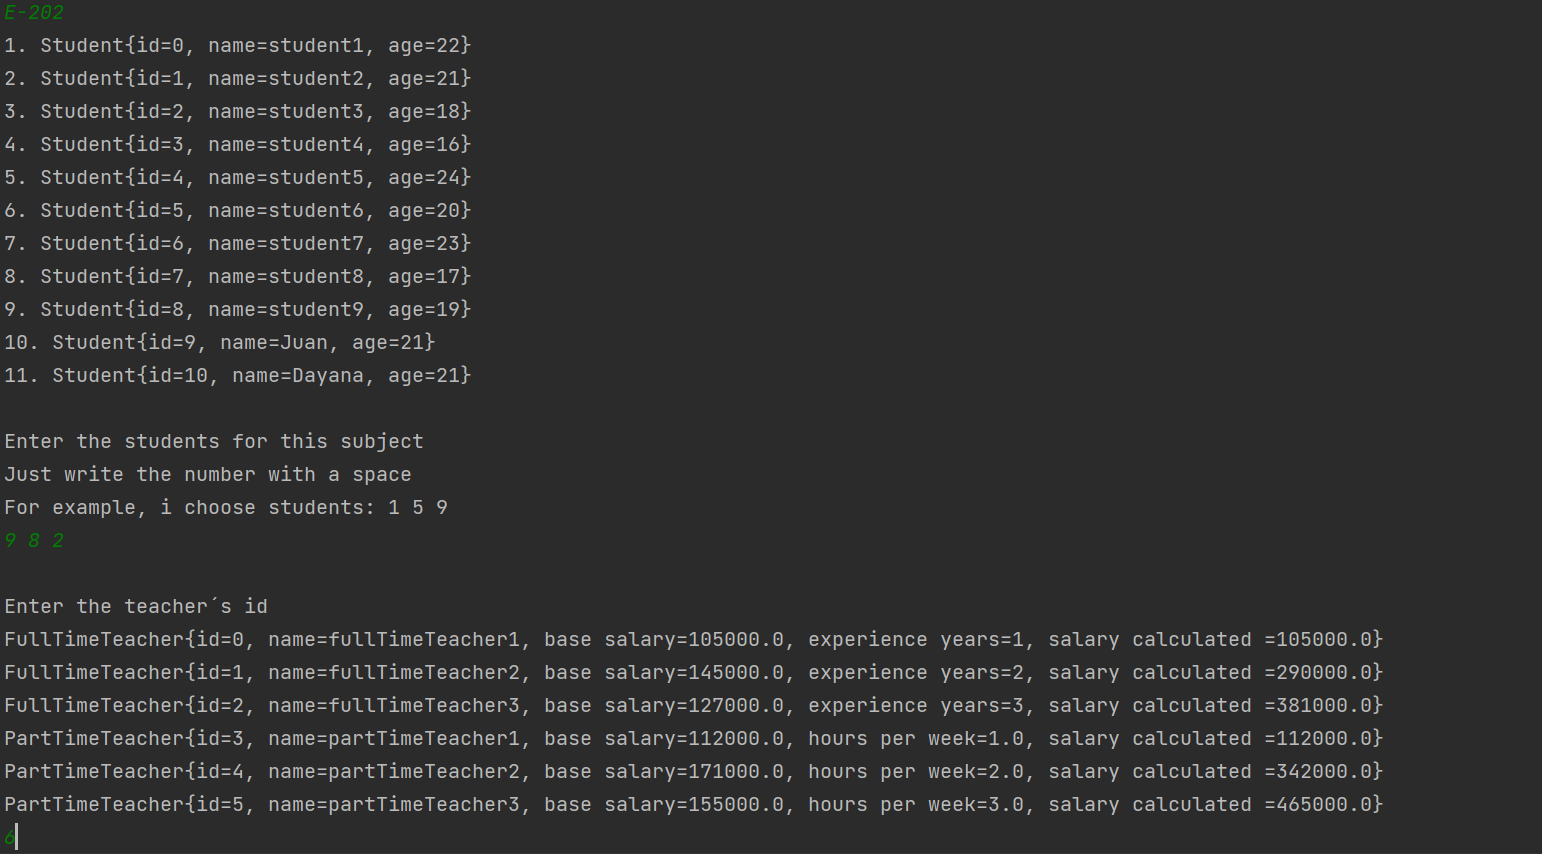 E-202
1. Student{id=0, name=student1, age=22}
2. Student{id=1, name=student2, age=21}
3. Student{id=2, name=student3, age=18}
4. Student{id=3, name=student4, age=16}
5. Student{id=4, name=student5, age=24}
6. Student{id=5, name=student6, age=20}
7. Student{id=6, name=student7, age=23}
8. Student{id=7, name=student8, age=17}
9. Student{id=8, name=student9, age=19}
10. Student{id=9, name=Juan, age=21}
11. Student{id=10, name=Dayana, age=21}
Enter the students for this subject
Just write the number with a space
For example, i choose students: 1 5 9
9 8 2
Enter the teacher´s id
FullTimeTeacher{id=0, name=fullTimeTeacher1, base salary=105000.0, experience years=1, salary calculated =105000.0}
FullTimeTeacher{id=1, name=fullTimeTeacher2, base salary=145000.0, experience years=2, salary calculated =290000.0}
FullTimeTeacher{id=2, name=fullTimeTeacher3, base salary=127000.0, experience years=3, salary calculated =381000.0}
PartTimeTeacher{id=3, name=partTimeTeacher1, base salary=112000.0, hours per week=1.0, salary calculated =112000.0}
PartTimeTeacher{id=4, name=partTimeTeacher2, base salary=171000.0, hours per week=2.0, salary calculated =342000.0}
PartTimeTeacher{id=5, name=partTimeTeacher3, base salary=155000.0, hours per week=3.0, salary calculated =465000.0}
6